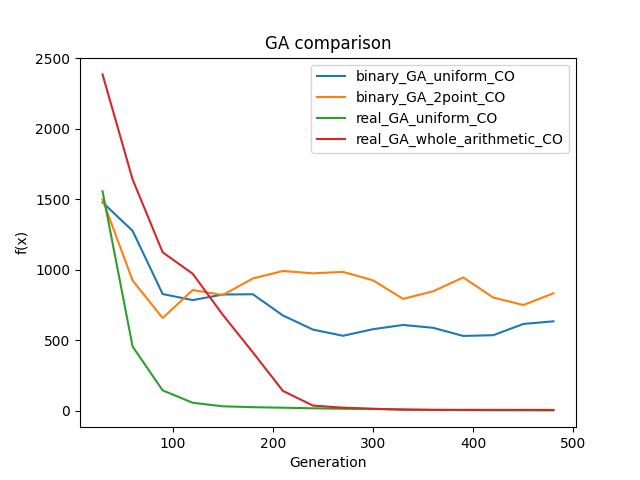 GA comparison
2500
2000
1500
1000
500
0
f(x)
binary_GA_uniform_CO
binary_GA_2point_CO
real_GA_uniform_CO
real_GA_whole_arithmetic_CO
100 200 300 400 500
Generation